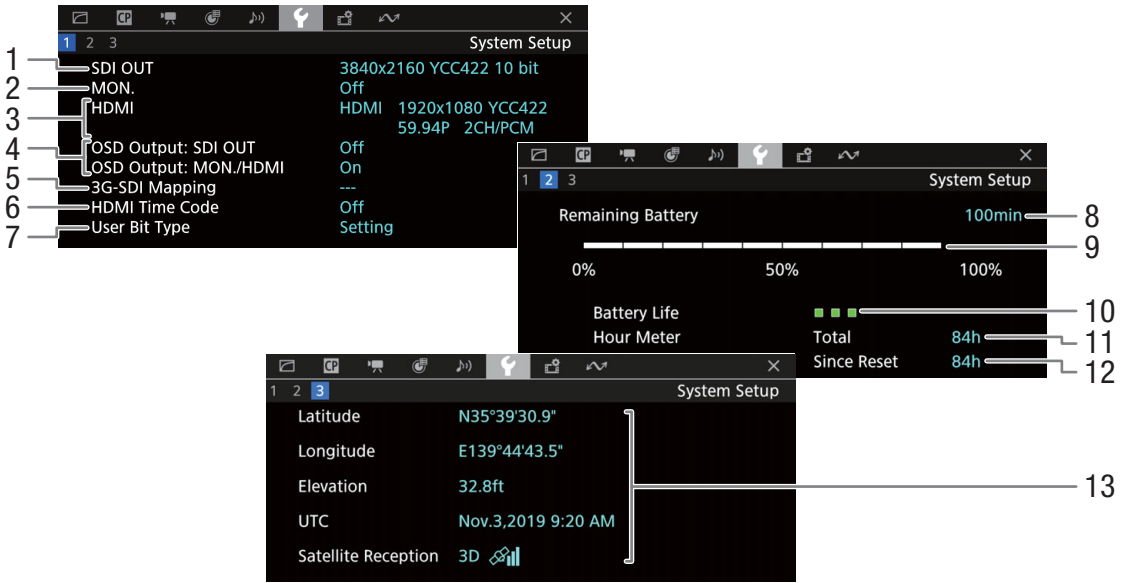 CP
1 2 3 System Setup
1 SDI OUT 3840x2160 YCC422 10 bit
2 MON. Off
3 HDMI HDMI 1920x1080 YCC422
59.94P 2CH/PCM
4 OSD Output: SDI OUT Off
OSD Output: MON./HDMI On
5 3G-SDI Mapping ---
6 HDMI Time Code Off
7 User Bit Type Setting
CP
1 2 3 System Setup
Remaining Battery 100min 8
9
0% 50% 100%
Battery Life 10
Hour Meter Total 84h 11
Since Reset 84h 12
CP
1 2 3 System Setup
Latitude N35°39'30.9"
Longitude E139°44'43.5"
Elevation 32.8ft 13
UTC Nov.3,2019 9:20 AM
Satellite Reception 3D